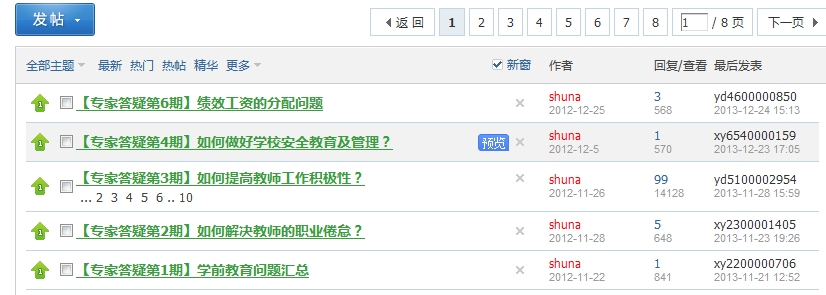 发帖
返回 1 2 3 4 5 6 7 8 1 / 8 页 下一页
全部主题 最新 热门 热帖 精华 更多 新窗 作者 回复/查看 最后发表
【专家答疑第6期】绩效工资的分配问题 shuna 3 yd4600000850
2012-12-25 568 2013-12-24 15:13
【专家答疑第4期】如何做好学校安全教育及管理？ 预览 shuna 1 xy6540000159
2012-12-5 570 2013-12-23 17:05
【专家答疑第3期】如何提高教师工作积极性？ shuna 99 yd5100002954
... 2 3 4 5 6 .. 10 2012-11-26 14128 2013-11-28 15:59
【专家答疑第2期】如何解决教师的职业倦怠？ shuna 5 xy2300001405
2012-11-28 648 2013-11-23 19:26
【专家答疑第1期】学前教育问题汇总 shuna 1 xy2200000706
2012-11-22 841 2013-11-21 12:52